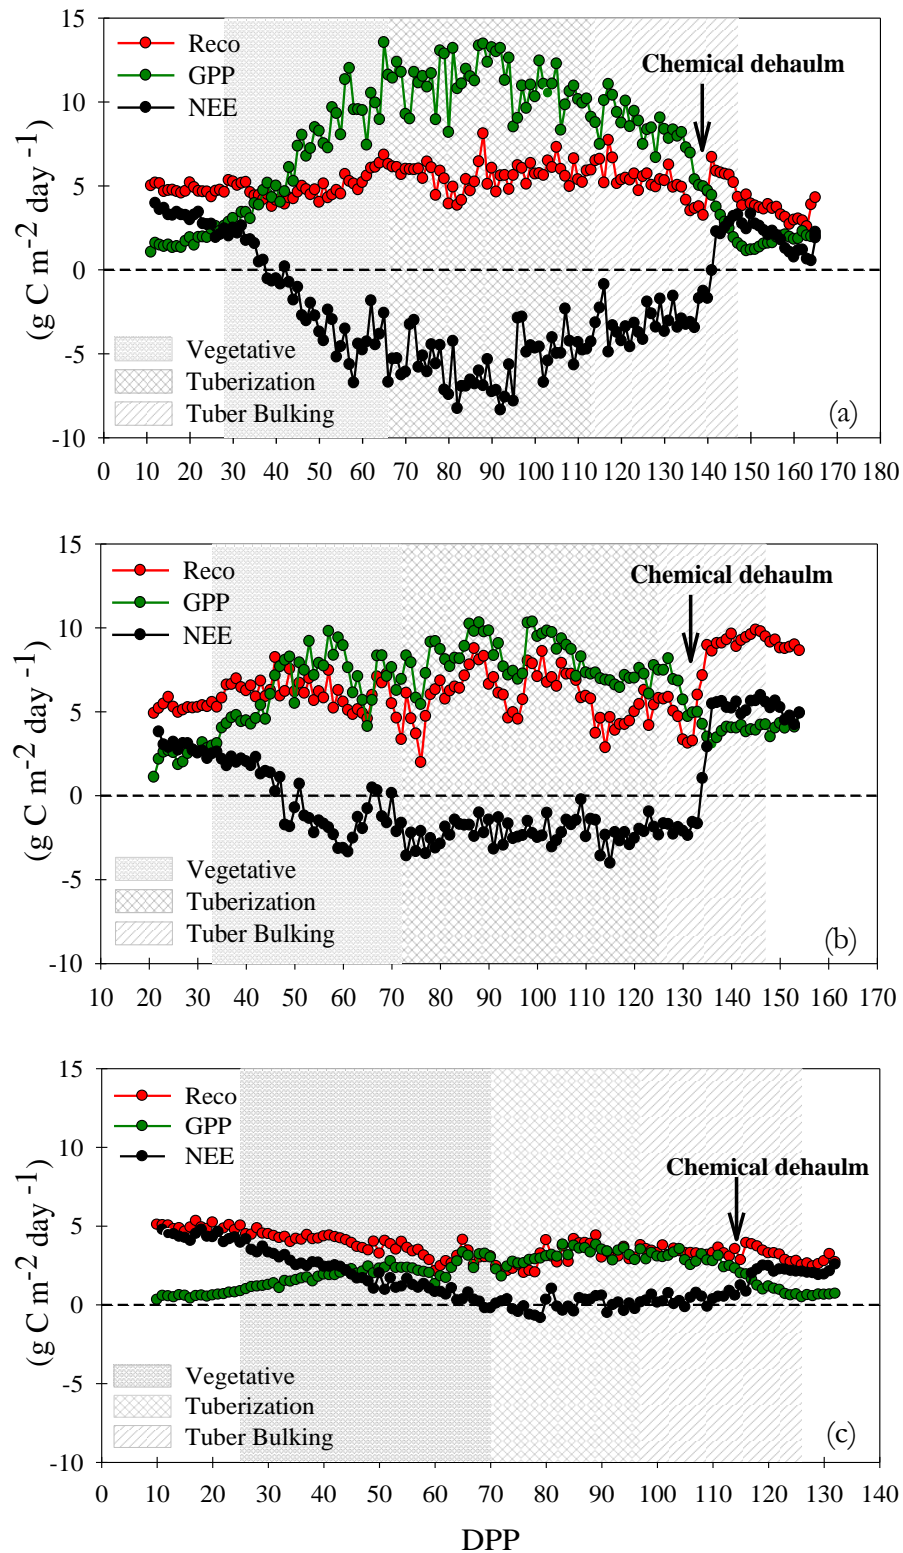 15
Reco
GPP
NEE
Chemical dehaulm
10
5
0
-5
-10
(g C m⁻² day ⁻¹)
Vegetative
Tuberization
Tuber Bulking
(a)
0 10 20 30 40 50 60 70 80 90 100 110 120 130 140 150 160 170 180
15
Reco
GPP
NEE
Chemical dehaulm
10
5
0
-5
-10
(g C m⁻² day ⁻¹)
Vegetative
Tuberization
Tuber Bulking
(b)
10 20 30 40 50 60 70 80 90 100 110 120 130 140 150 160 170
15
Reco
GPP
NEE
Chemical dehaulm
10
5
0
-5
-10
(g C m⁻² day ⁻¹)
Vegetative
Tuberization
Tuber Bulking
(c)
0 10 20 30 40 50 60 70 80 90 100 110 120 130 140
DPP